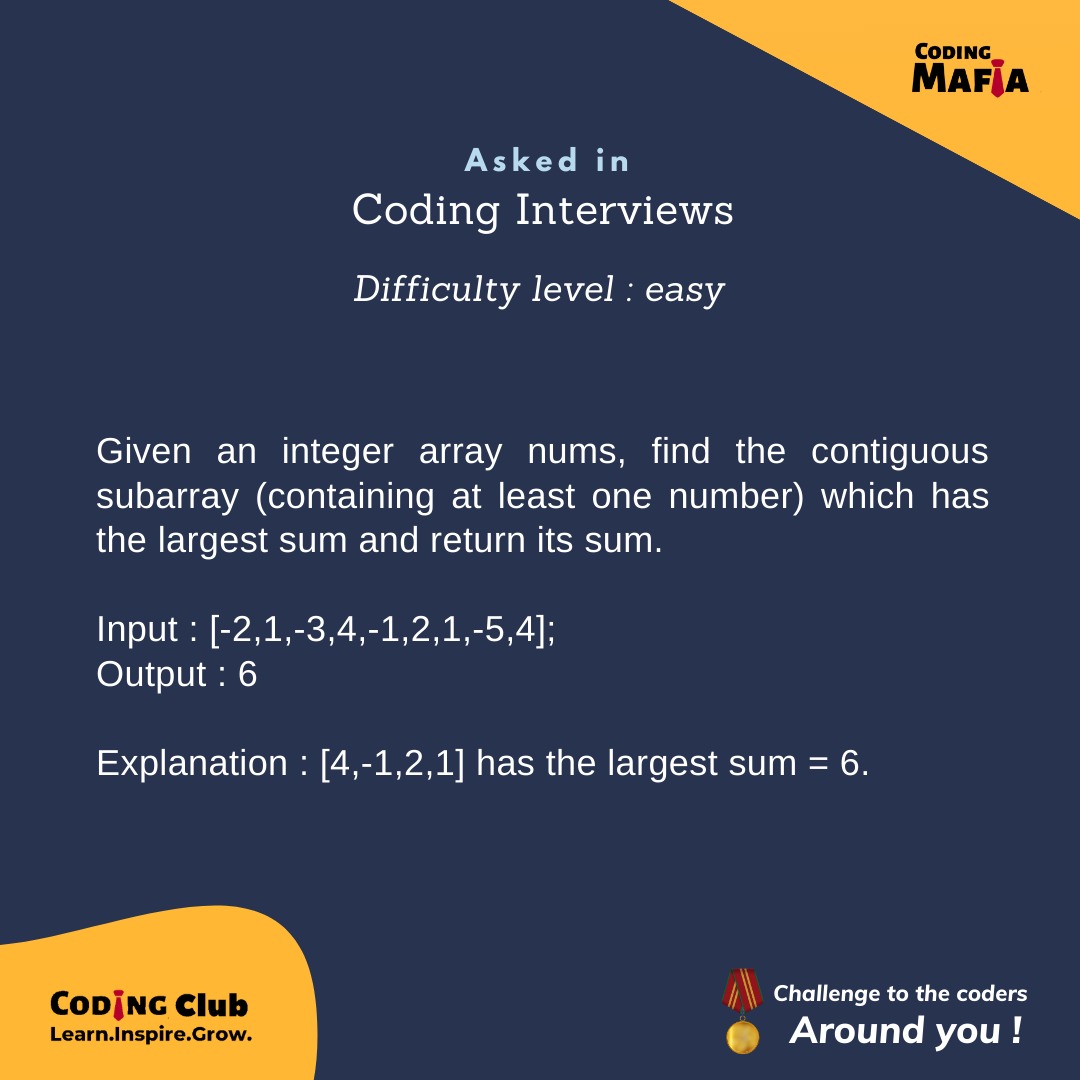 CODING
MAFIA
Asked in
Coding Interviews
Difficulty level : easy
Given an integer array nums, find the contiguous
subarray (containing at least one number) which has
the largest sum and return its sum.
Input : [-2,1,-3,4,-1,2,1,-5,4];
Output : 6
Explanation : [4,-1,2,1] has the largest sum = 6.
CODING Club
Learn.Inspire.Grow.
Challenge to the coders
Around you !